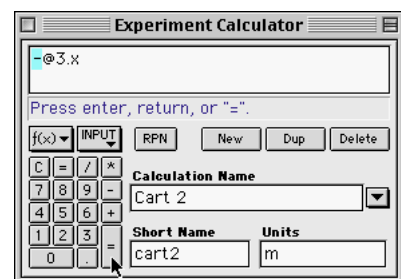 Experiment Calculator
-@3.x
Press enter, return, or "=".
f(x) INPUT RPN New Dup Delete
C = / *
7 8 9 -
4 5 6 +
1 2 3 =
0 .
Calculation Name
Cart 2
Short Name Units
cart2 m